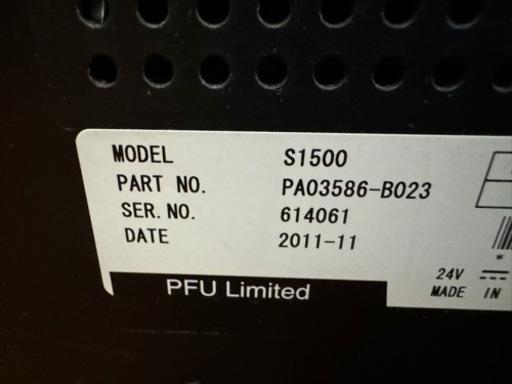 MODEL S1500
PART NO. PA03586-B023
SER.NO. 614061
DATE 2011-11
24V ⎓
MADE IN
PFU Limited